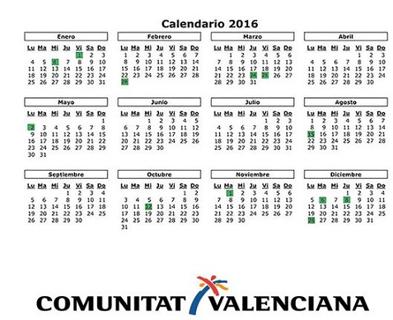 Calendario 2016
Enero
Lu Ma Mi Ju Vi Sa Do
1 2 3
4 5 6 7 8 9 10
11 12 13 14 15 16 17
18 19 20 21 22 23 24
25 26 27 28 29 30 31
Febrero
Lu Ma Mi Ju Vi Sa Do
1 2 3 4 5 6 7
8 9 10 11 12 13 14
15 16 17 18 19 20 21
22 23 24 25 26 27 28
29
Marzo
Lu Ma Mi Ju Vi Sa Do
1 2 3 4 5 6
7 8 9 10 11 12 13
14 15 16 17 18 19 20
21 22 23 24 25 26 27
28 29 30 31
Abril
Lu Ma Mi Ju Vi Sa Do
1 2 3
4 5 6 7 8 9 10
11 12 13 14 15 16 17
18 19 20 21 22 23 24
25 26 27 28 29 30
Mayo
Lu Ma Mi Ju Vi Sa Do
1
2 3 4 5 6 7 8
9 10 11 12 13 14 15
16 17 18 19 20 21 22
23 24 25 26 27 28 29
30 31
Junio
Lu Ma Mi Ju Vi Sa Do
1 2 3 4 5
6 7 8 9 10 11 12
13 14 15 16 17 18 19
20 21 22 23 24 25 26
27 28 29 30
Julio
Lu Ma Mi Ju Vi Sa Do
1 2 3
4 5 6 7 8 9 10
11 12 13 14 15 16 17
18 19 20 21 22 23 24
25 26 27 28 29 30 31
Agosto
Lu Ma Mi Ju Vi Sa Do
1 2 3 4 5 6 7
8 9 10 11 12 13 14
15 16 17 18 19 20 21
22 23 24 25 26 27 28
29 30 31
Septiembre
Lu Ma Mi Ju Vi Sa Do
1 2 3 4
5 6 7 8 9 10 11
12 13 14 15 16 17 18
19 20 21 22 23 24 25
26 27 28 29 30
Octubre
Lu Ma Mi Ju Vi Sa Do
1 2
3 4 5 6 7 8 9
10 11 12 13 14 15 16
17 18 19 20 21 22 23
24 25 26 27 28 29 30
31
Noviembre
Lu Ma Mi Ju Vi Sa Do
1 2 3 4 5 6
7 8 9 10 11 12 13
14 15 16 17 18 19 20
21 22 23 24 25 26 27
28 29 30
Diciembre
Lu Ma Mi Ju Vi Sa Do
1 2 3 4
5 6 7 8 9 10 11
12 13 14 15 16 17 18
19 20 21 22 23 24 25
26 27 28 29 30 31
COMUNITAT VALENCIANA